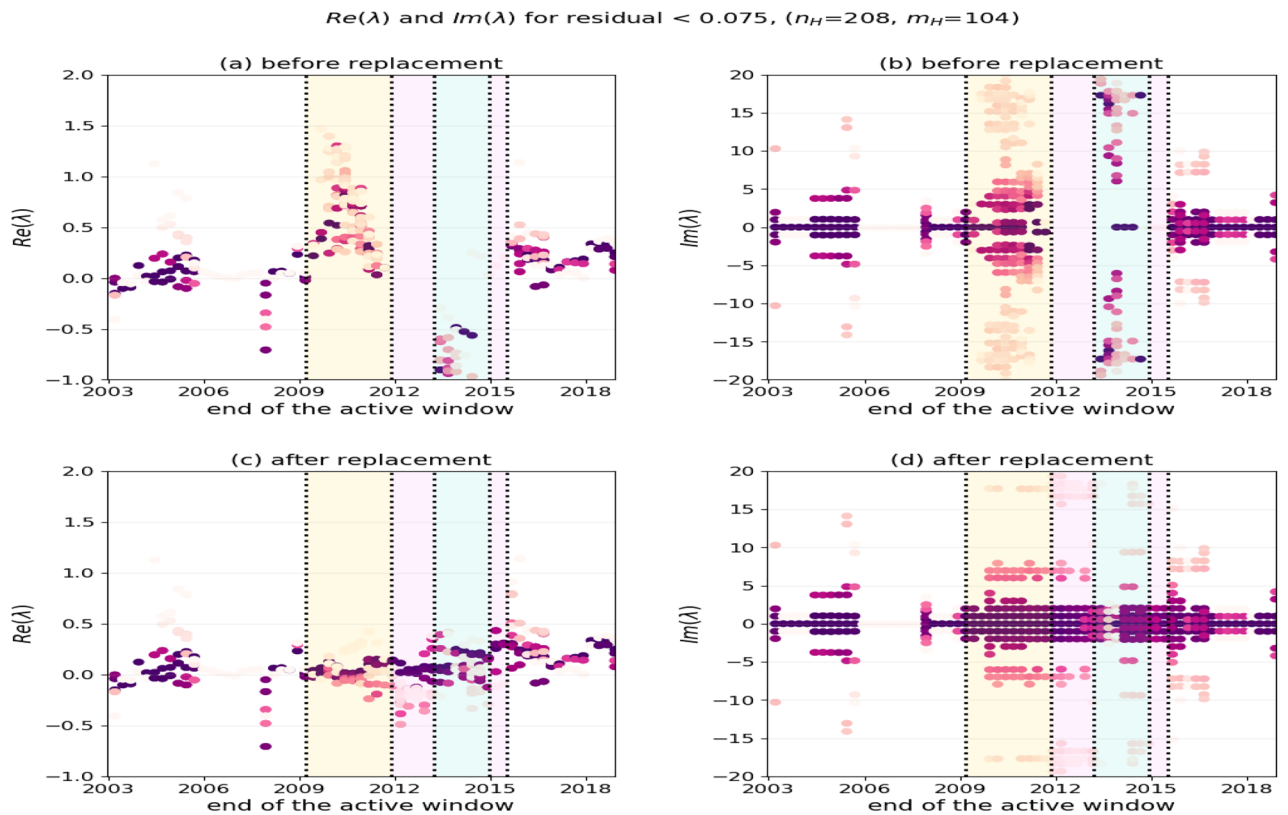 Re(λ) and Im(λ) for residual < 0.075, (n_H=208, m_H=104)
(a) before replacement
2.0
1.5
1.0
0.5
0.0
−0.5
−1.0
Re(λ)
2003 2006 2009 2012 2015 2018
end of the active window
(b) before replacement
20
15
10
5
0
−5
−10
−15
−20
Im(λ)
2003 2006 2009 2012 2015 2018
end of the active window
(c) after replacement
2.0
1.5
1.0
0.5
0.0
−0.5
−1.0
Re(λ)
2003 2006 2009 2012 2015 2018
end of the active window
(d) after replacement
20
15
10
5
0
−5
−10
−15
−20
Im(λ)
2003 2006 2009 2012 2015 2018
end of the active window